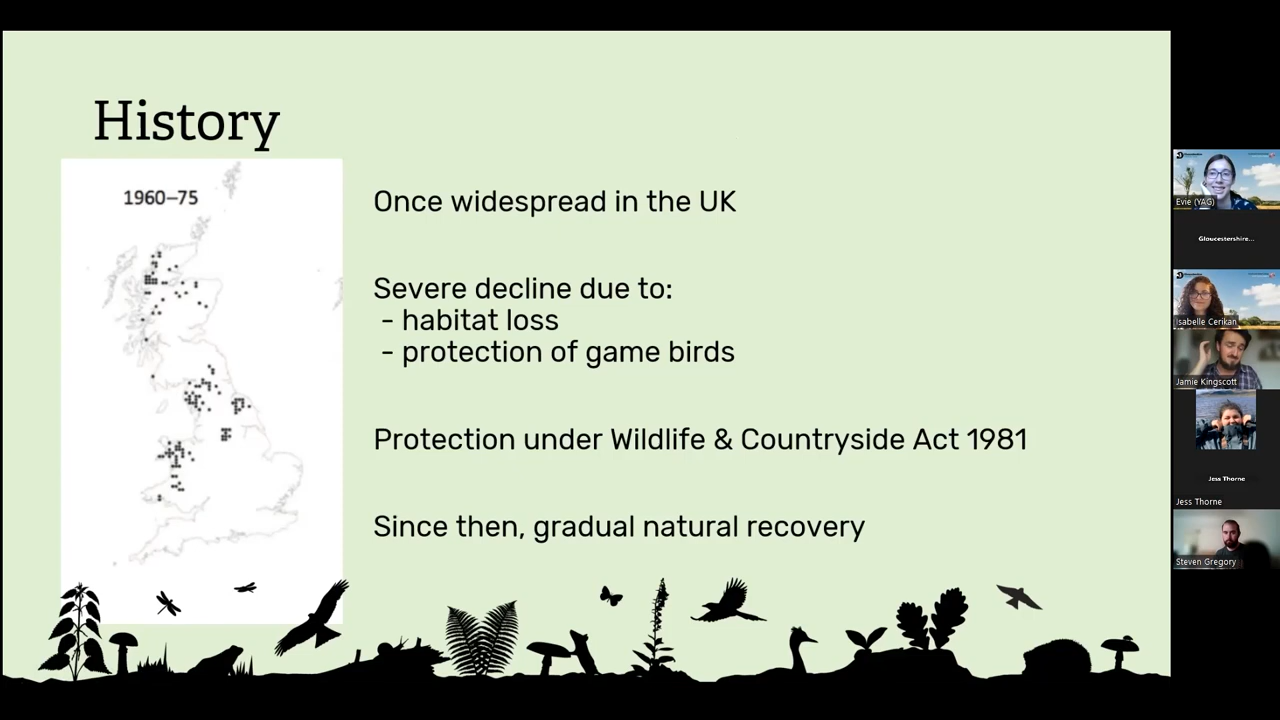 History
1960–75
Once widespread in the UK
Severe decline due to:
- habitat loss
- protection of game birds
Protection under Wildlife & Countryside Act 1981
Since then, gradual natural recovery
Evie (YAG)
Gloucestershire...
Isabelle Cerikan
Jamie Kingscott
Jess Thorne
Jess Thorne
Steven Gregory